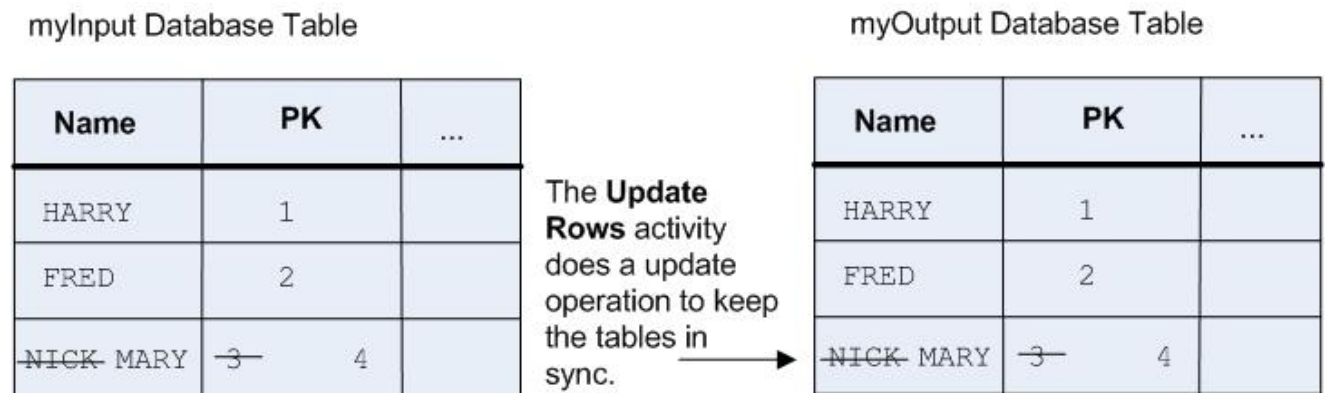 myInput Database Table
Name PK ...
HARRY 1
FRED 2
NICK MARY 3 4
The Update
Rows activity
does a update
operation to keep
the tables in
sync.
myOutput Database Table
Name PK ...
HARRY 1
FRED 2
NICK MARY 3 4